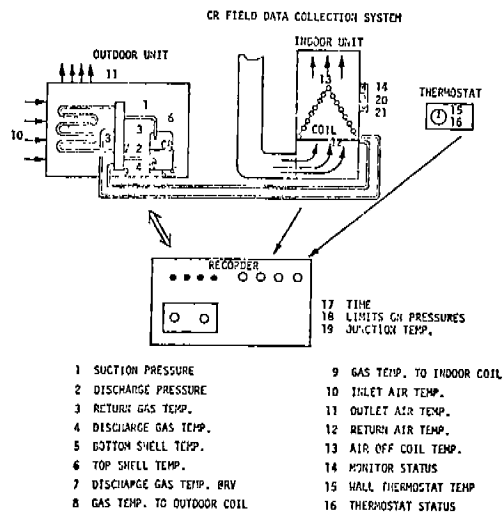 CR FIELD DATA COLLECTION SYSTEM
OUTDOOR UNIT
INDOOR UNIT
THERMOSTAT
11
13
14
20
21
15
16
1
6
3
10
8
2
4
COIL
12
RECORDER
17 TIME
18 LIMITS ON PRESSURES
19 JUNCTION TEMP.
1 SUCTION PRESSURE
2 DISCHARGE PRESSURE
3 RETURN GAS TEMP.
4 DISCHARGE GAS TEMP.
5 BOTTOM SHELL TEMP.
6 TOP SHELL TEMP.
7 DISCHARGE GAS TEMP. BRV
8 GAS TEMP. TO OUTDOOR COIL
9 GAS TEMP. TO INDOOR COIL
10 INLET AIR TEMP.
11 OUTLET AIR TEMP.
12 RETURN AIR TEMP.
13 AIR OFF COIL TEMP.
14 MONITOR STATUS
15 WALL THERMOSTAT TEMP
16 THERMOSTAT STATUS